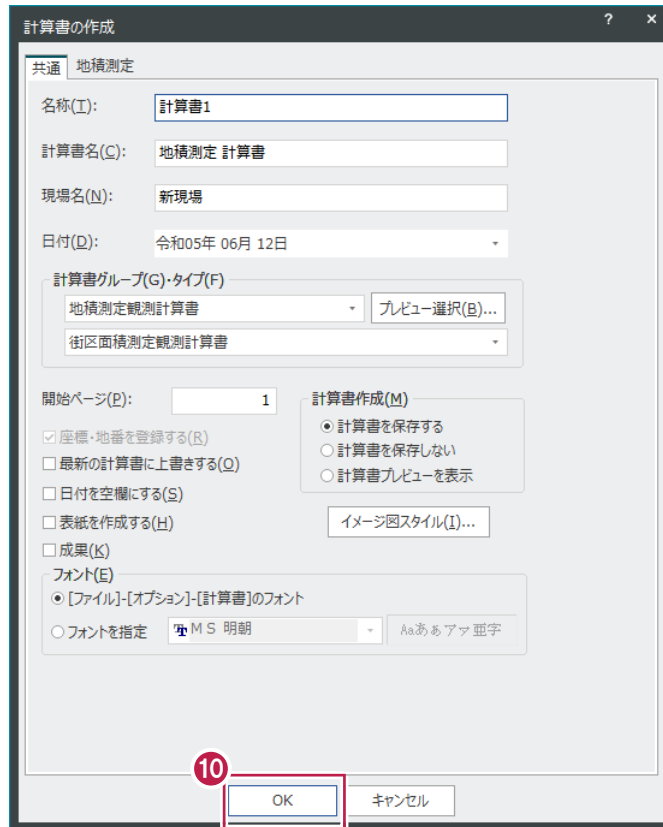 計算書の作成 ? ×
共通 地積測定
名称(T): 計算書1
計算書名(C): 地積測定 計算書
現場名(N): 新現場
日付(D): 令和05年 06月 12日
計算書グループ(G)・タイプ(F)
地積測定観測計算書 プレビュー選択(B)...
街区面積測定観測計算書
開始ページ(P): 1
計算書作成(M)
計算書を保存する
計算書を保存しない
計算書プレビューを表示
座標・地番を登録する(R)
最新の計算書に上書きする(O)
日付を空欄にする(S)
表紙を作成する(H)
イメージ図スタイル(I)...
成果(K)
フォント(E)
[ファイル]-[オプション]-[計算書]のフォント
フォントを指定 MS 明朝 Aaあぁアァ亜宇
10
OK キャンセル